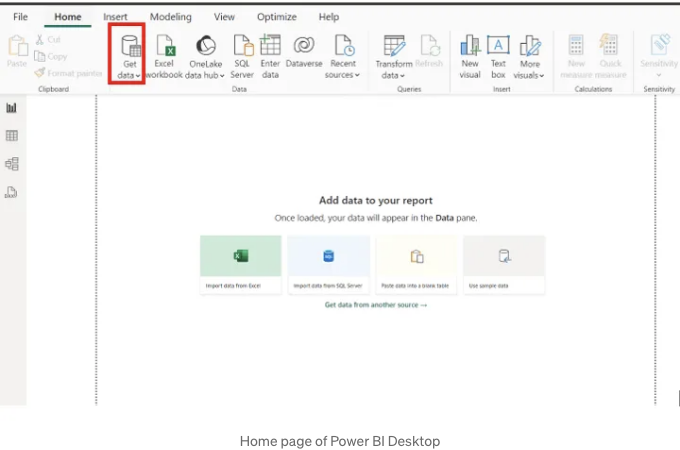 File Home Insert Modeling View Optimize Help
Paste
Cut
Copy
Format painter
Clipboard
Get data
Excel workbook
OneLake data hub
SQL Server
Enter data
Dataverse
Recent sources
Data
Transform data
Refresh
Queries
New visual
Text box
More visuals
Insert
New measure
Quick measure
Calculations
Sensitivity
Sensitivity
Add data to your report
Once loaded, your data will appear in the Data pane.
Import data from Excel
Import data from SQL Server
Paste data into a blank table
Use sample data
Get data from another source →
Home page of Power BI Desktop